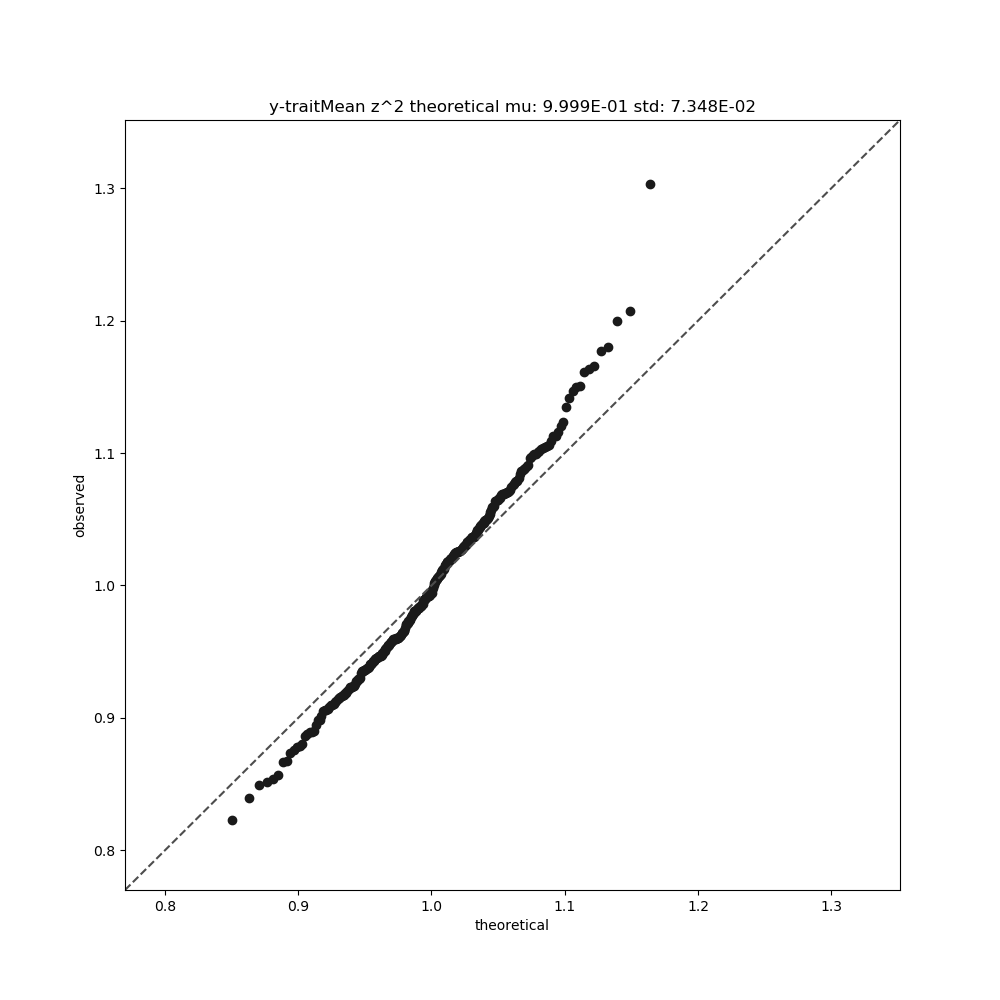 y-traitMean z^2 theoretical mu: 9.999E-01 std: 7.348E-02
1.3
1.2
1.1
1.0
0.9
0.8
observed
0.8 0.9 1.0 1.1 1.2 1.3
theoretical